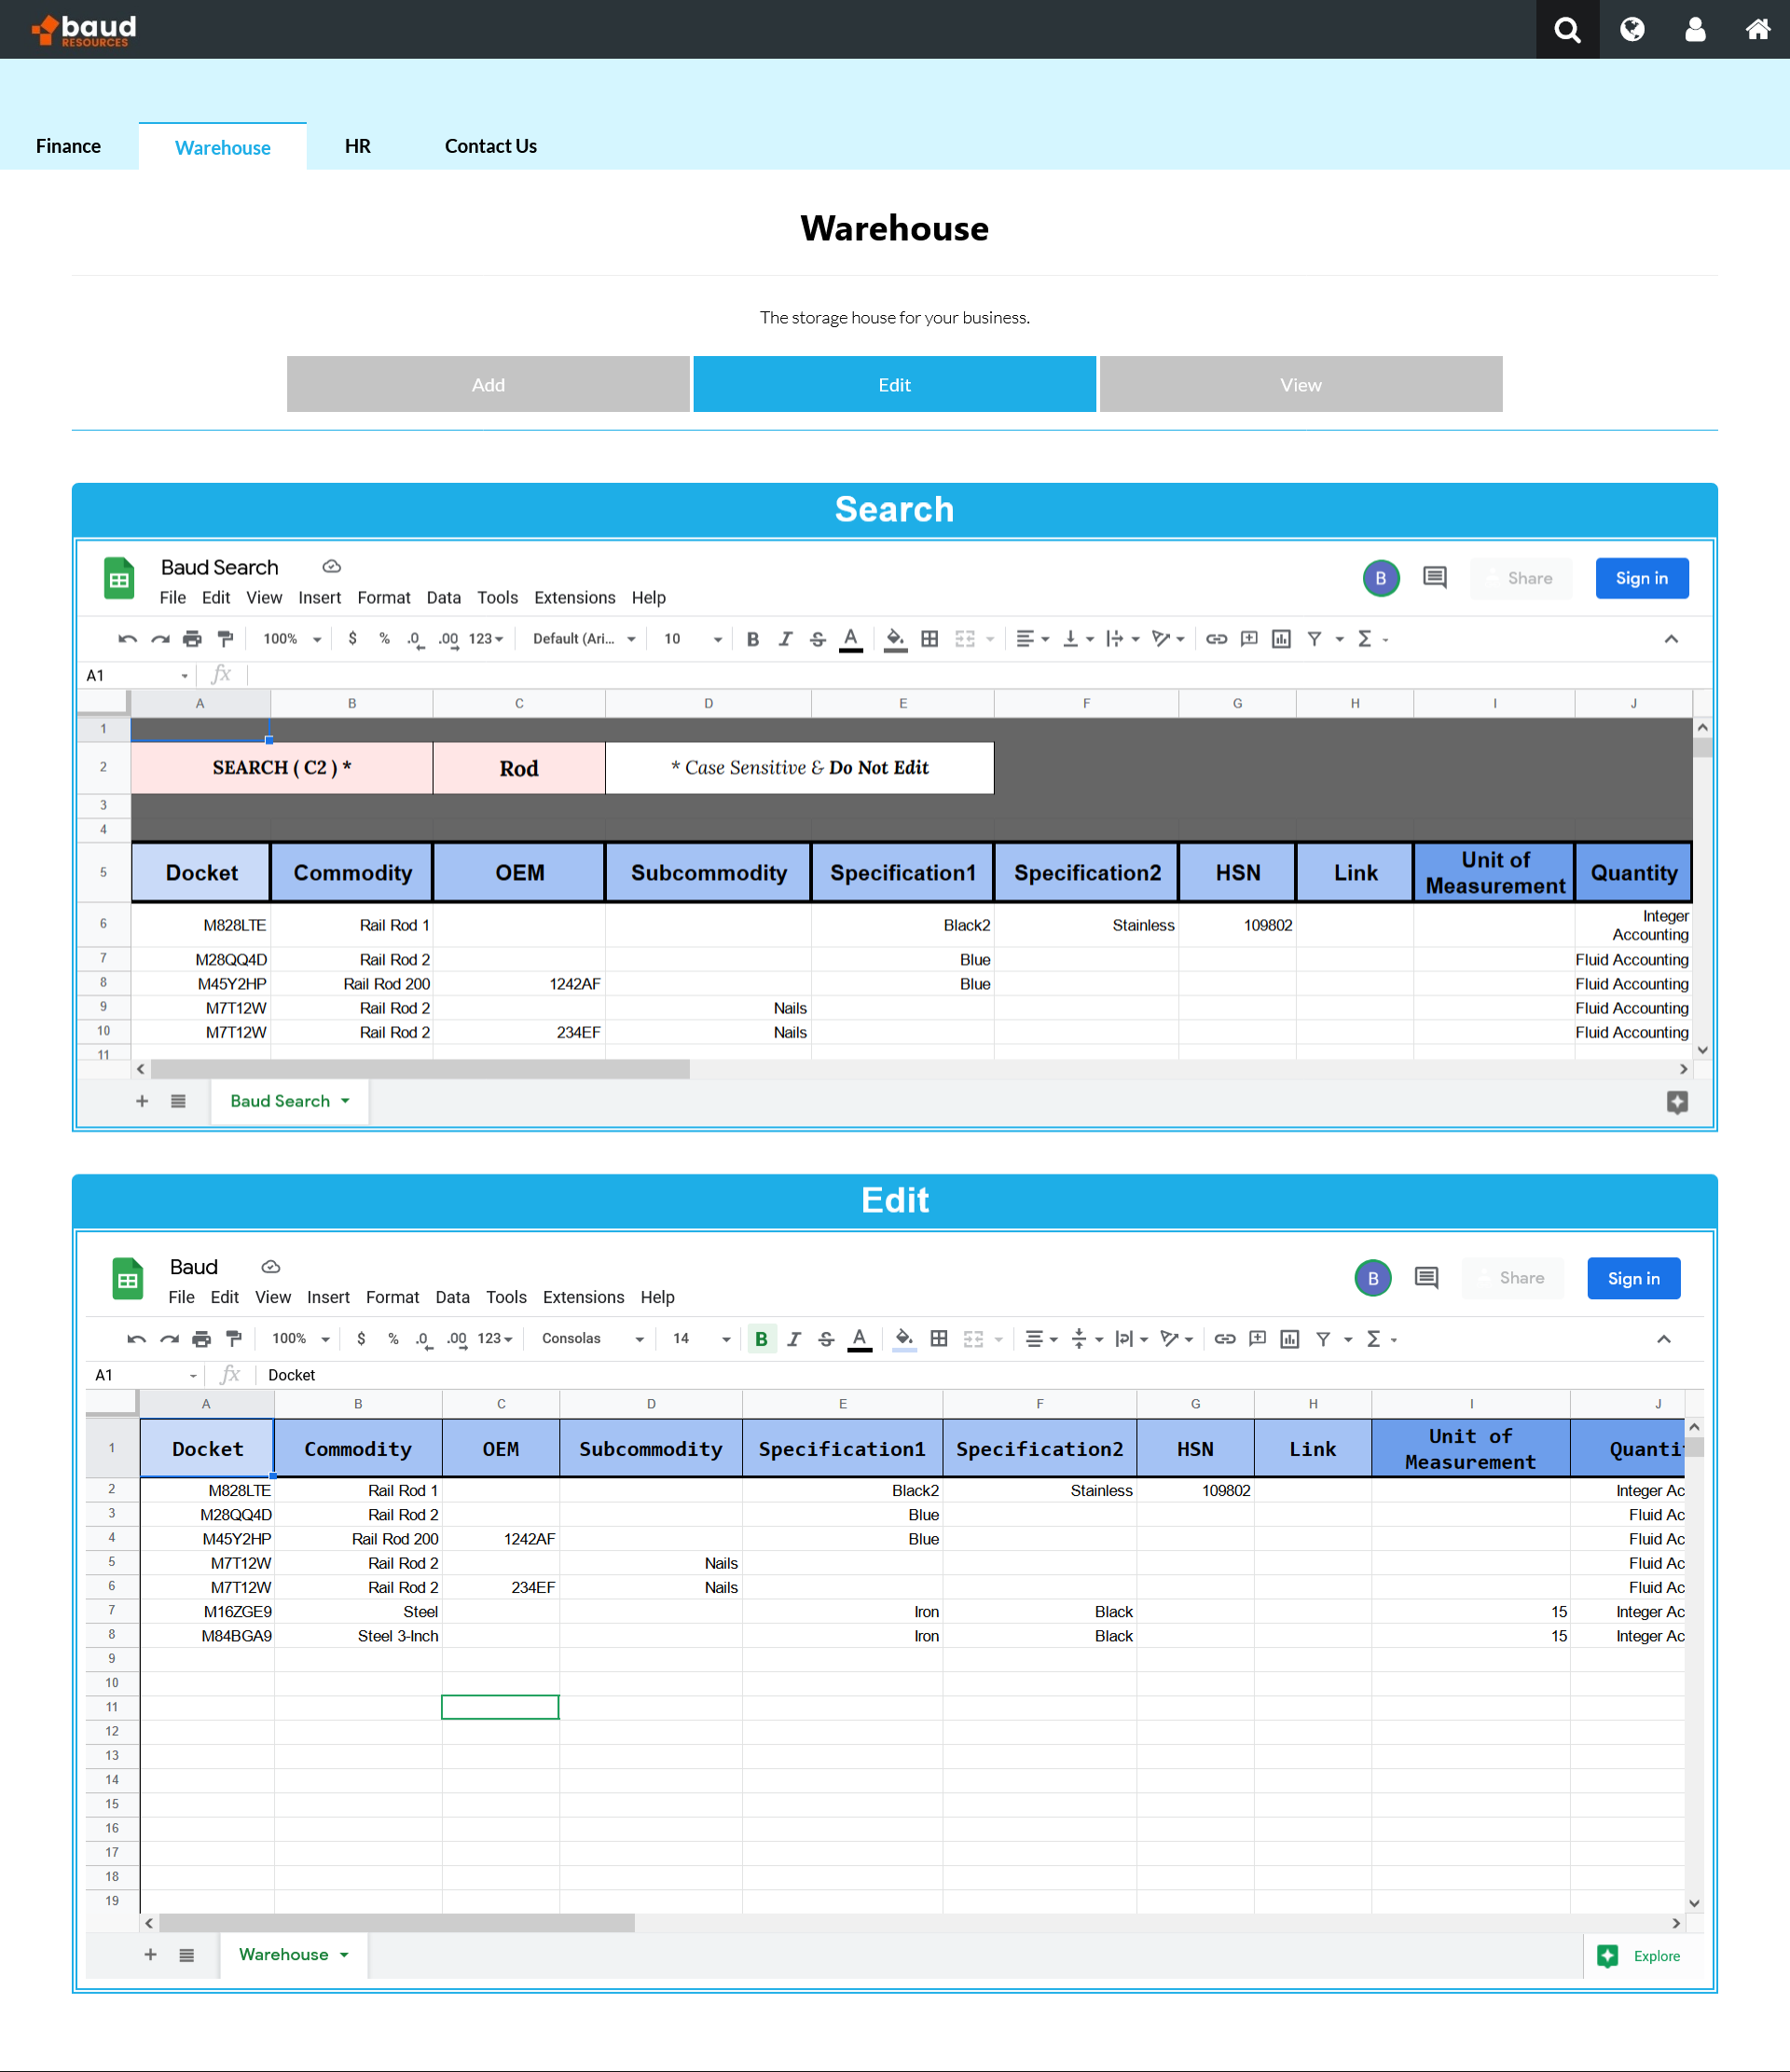 baud
RESOURCES
Finance Warehouse HR Contact Us
Warehouse
The storage house for your business.
Add Edit View
Search
Baud Search
File Edit View Insert Format Data Tools Extensions Help
B Share Sign in
100% $ % .0 .00 123 Default (Ari... 10 B I S A Σ
A1 fx
A B C D E F G H I J
1
2 SEARCH ( C2 ) * Rod * Case Sensitive & Do Not Edit
3
4
5 Docket Commodity OEM Subcommodity Specification1 Specification2 HSN Link Unit of Measurement Quantity
6 M828LTE Rail Rod 1 Black2 Stainless 109802 Integer Accounting
7 M28QQ4D Rail Rod 2 Blue Fluid Accounting
8 M45Y2HP Rail Rod 200 1242AF Blue Fluid Accounting
9 M7T12W Rail Rod 2 Nails Fluid Accounting
10 M7T12W Rail Rod 2 234EF Nails Fluid Accounting
11
Baud Search
Edit
Baud
File Edit View Insert Format Data Tools Extensions Help
B Share Sign in
100% $ % .0 .00 123 Consolas 14 B I S A Σ
A1 fx Docket
A B C D E F G H I J
1 Docket Commodity OEM Subcommodity Specification1 Specification2 HSN Link Unit of Measurement Quanti
2 M828LTE Rail Rod 1 Black2 Stainless 109802 Integer Ac
3 M28QQ4D Rail Rod 2 Blue Fluid Ac
4 M45Y2HP Rail Rod 200 1242AF Blue Fluid Ac
5 M7T12W Rail Rod 2 Nails Fluid Ac
6 M7T12W Rail Rod 2 234EF Nails Fluid Ac
7 M16ZGE9 Steel Iron Black 15 Integer Ac
8 M84BGA9 Steel 3-Inch Iron Black 15 Integer Ac
9
10
11
12
13
14
15
16
17
18
19
Warehouse
Explore